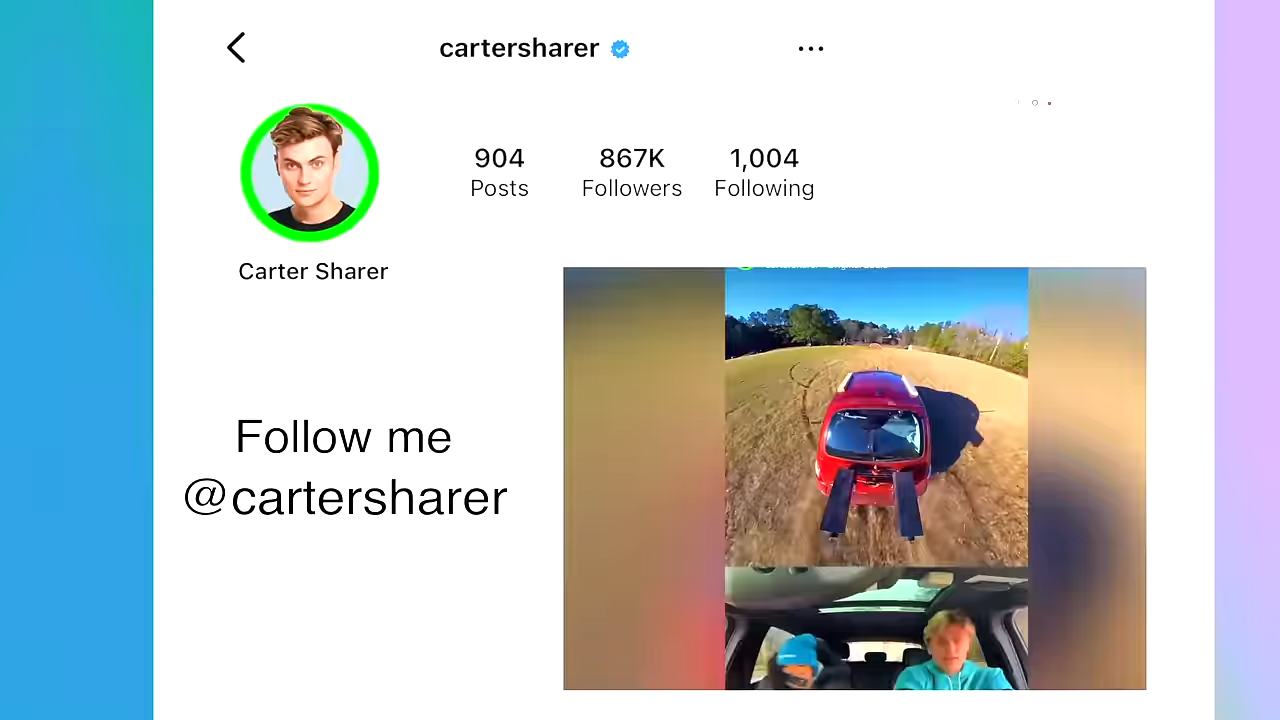 cartersharer
904
867K
1,004
Posts
Followers
Following
Carter Sharer
Follow me
@cartersharer